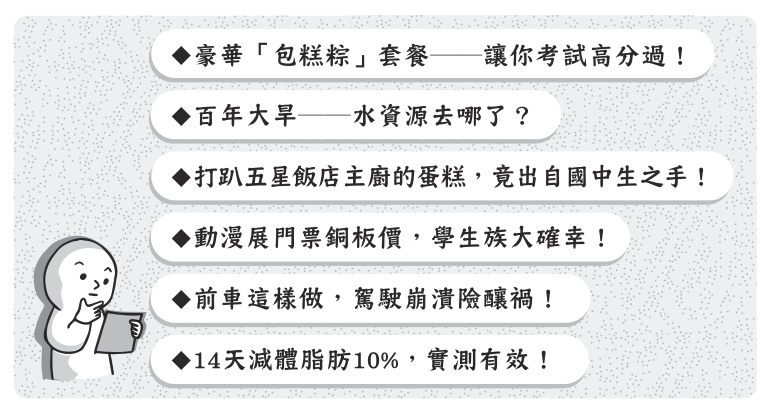 ◆豪華「包糕粽」套餐——讓你考試高分過！
◆百年大旱——水資源去哪了？
◆打趴五星飯店主廚的蛋糕，竟出自國中生之手！
◆動漫展門票銅板價，學生族大確幸！
◆前車這樣做，駕駛崩潰險釀禍！
◆14天減體脂肪10%，實測有效！